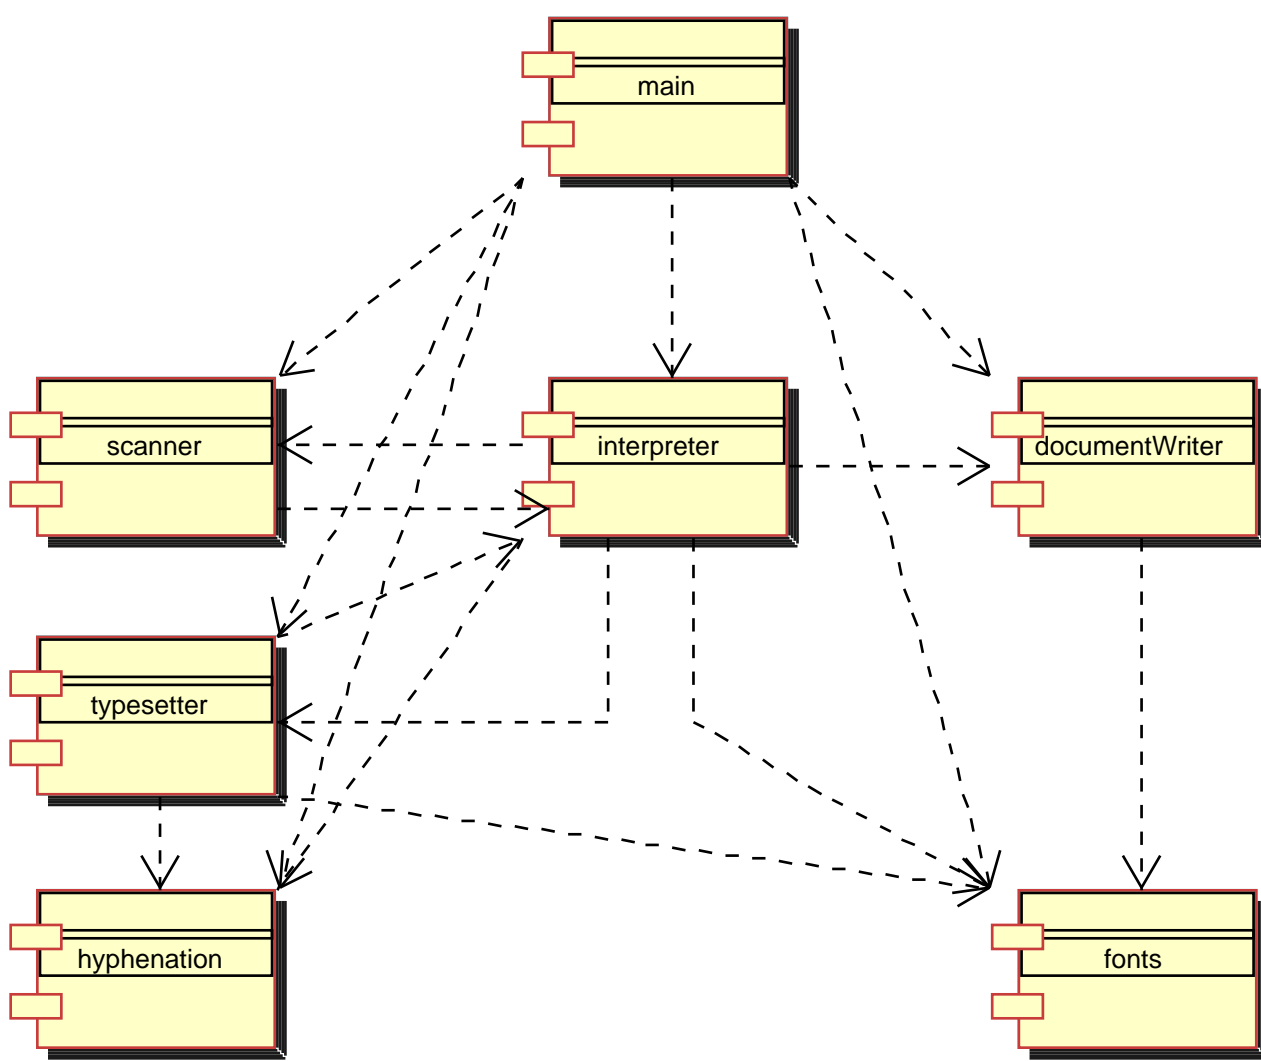 main
scanner
interpreter
documentWriter
typesetter
hyphenation
fonts